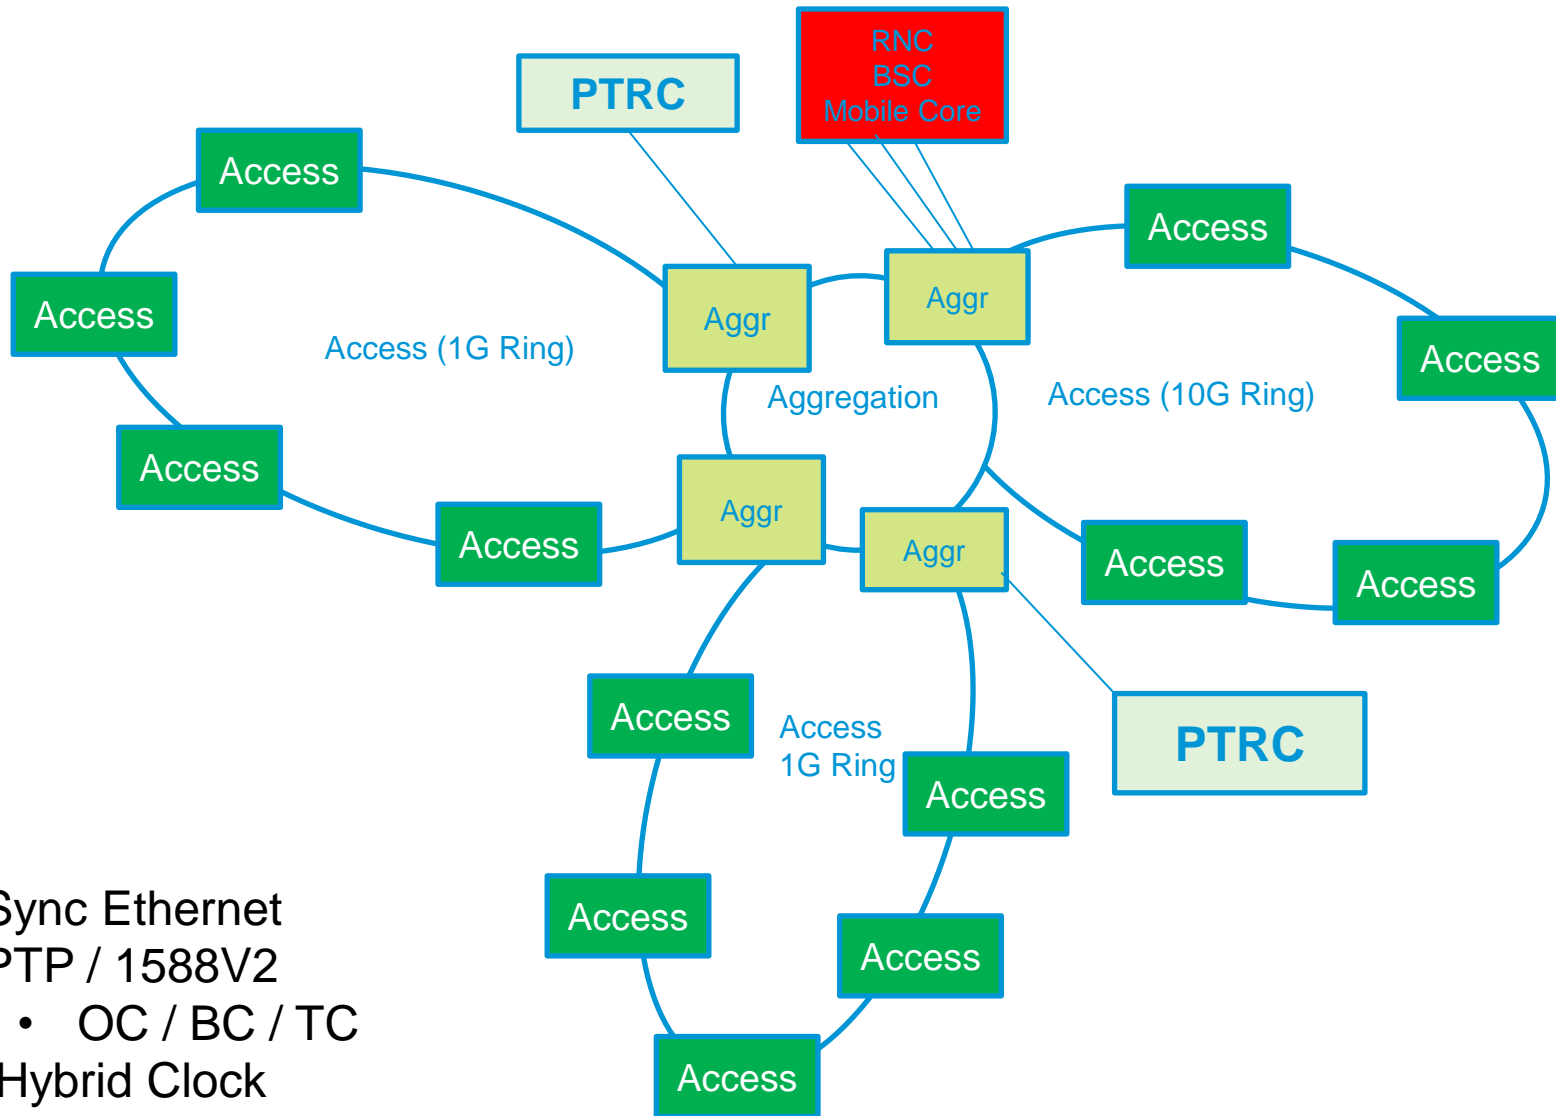 RNC
BSC
Mobile Core
PTRC
Access
Access
Access
Aggr
Aggr
Access
Access (1G Ring)
Access
Aggregation
Access (10G Ring)
Access
Aggr
Access
Aggr
Access
Access
Access
Access
1G Ring
PTRC
Access
Access
Access
Sync Ethernet
PTP / 1588V2
• OC / BC / TC
Hybrid Clock
Access